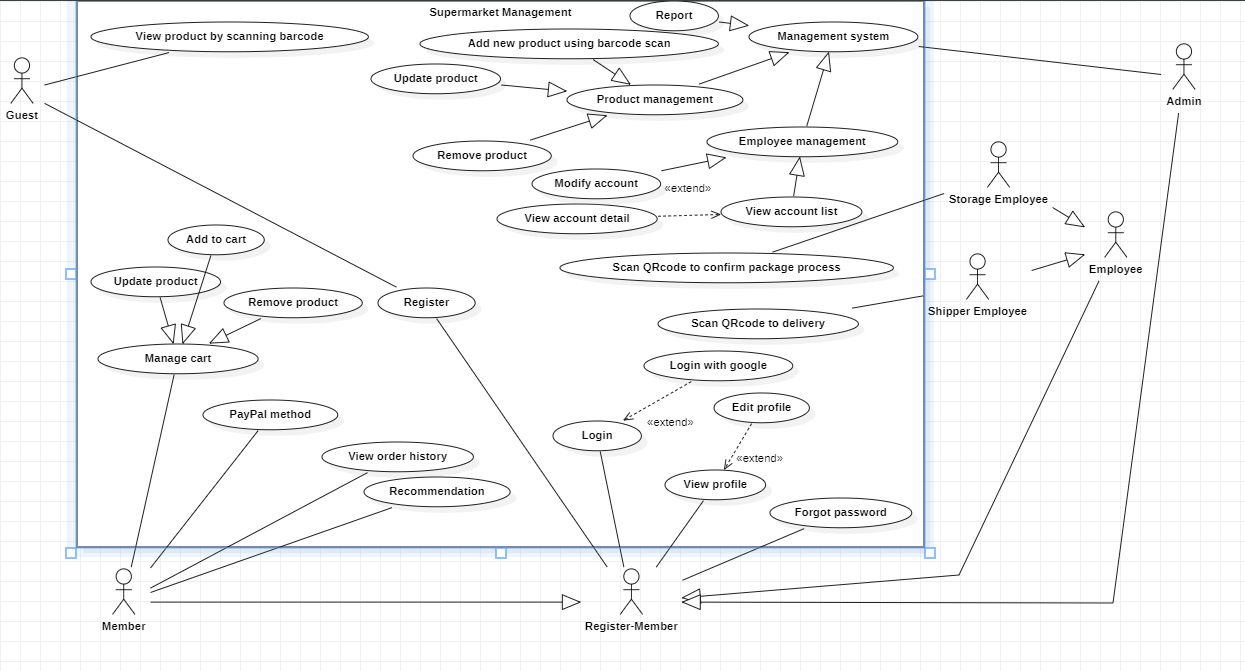 Supermarket Management
Report
View product by scanning barcode
Management system
Add new product using barcode scan
Update product
Product management
Guest
Admin
Employee management
Remove product
Modify account
«extend»
Storage Employee
View account detail
View account list
Add to cart
Scan QRcode to confirm package process
Employee
Update product
Remove product
Register
Shipper Employee
Scan QRcode to delivery
Manage cart
Login with google
PayPal method
Edit profile
«extend»
Login
View order history
«extend»
View profile
Recommendation
Forgot password
Member
Register-Member